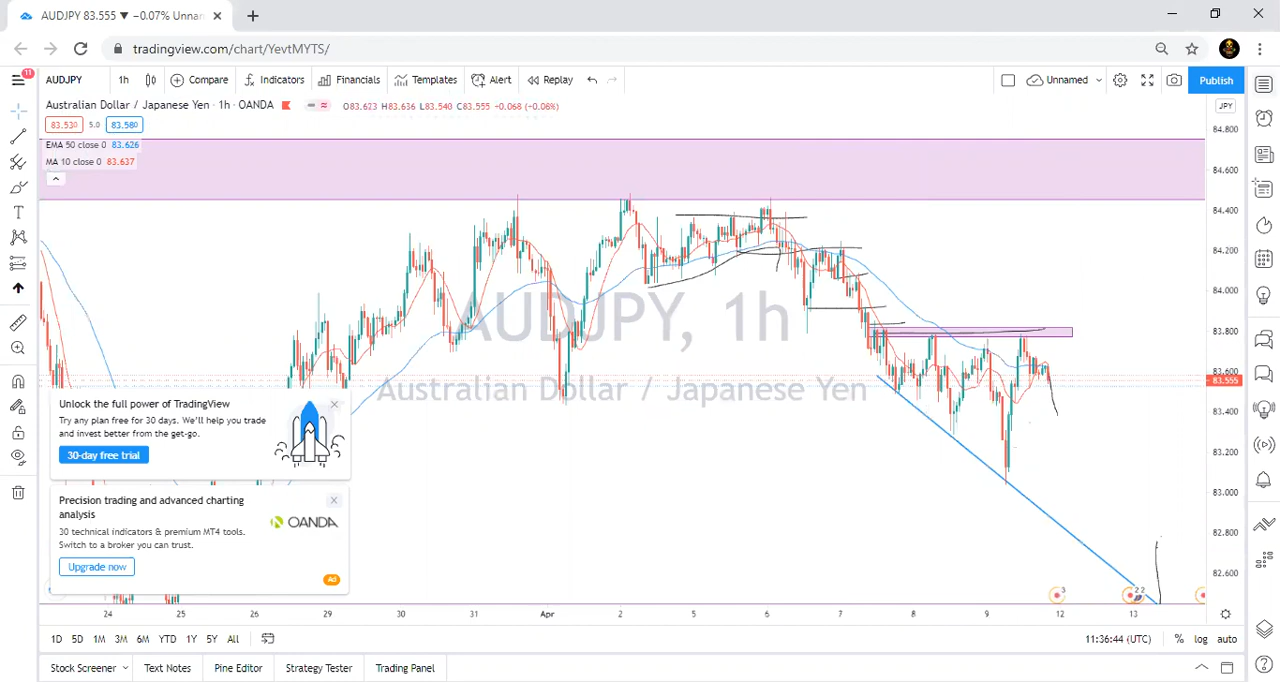 AUDJPY 83.555 ▼ −0.07% Unnar
tradingview.com/chart/YevtMYTS/
11
AUDJPY
1h
Compare
Indicators
Financials
Templates
Alert
Replay
Unnamed
Publish
Australian Dollar / Japanese Yen · 1h · OANDA
O83.623 H83.636 L83.540 C83.555 −0.068 (−0.08%)
JPY
83.530
5.0
83.580
EMA 50 close 0 83.626
MA 10 close 0 83.637
84.800
84.600
84.400
84.200
84.000
83.800
83.600
83.555
83.400
83.200
83.000
82.800
82.600
AUDJPY, 1h
Australian Dollar / Japanese Yen
Unlock the full power of TradingView
Try any plan free for 30 days. We'll help you trade
and invest better from the get-go.
30-day free trial
Precision trading and advanced charting
analysis
30 technical indicators & premium MT4 tools.
Switch to a broker you can trust.
Upgrade now
OANDA
Ad
3
2 2
24
25
26
29
30
31
Apr
2
5
6
7
8
9
12
13
1D
5D
1M
3M
6M
YTD
1Y
5Y
All
11:36:44 (UTC)
%
log
auto
Stock Screener
Text Notes
Pine Editor
Strategy Tester
Trading Panel